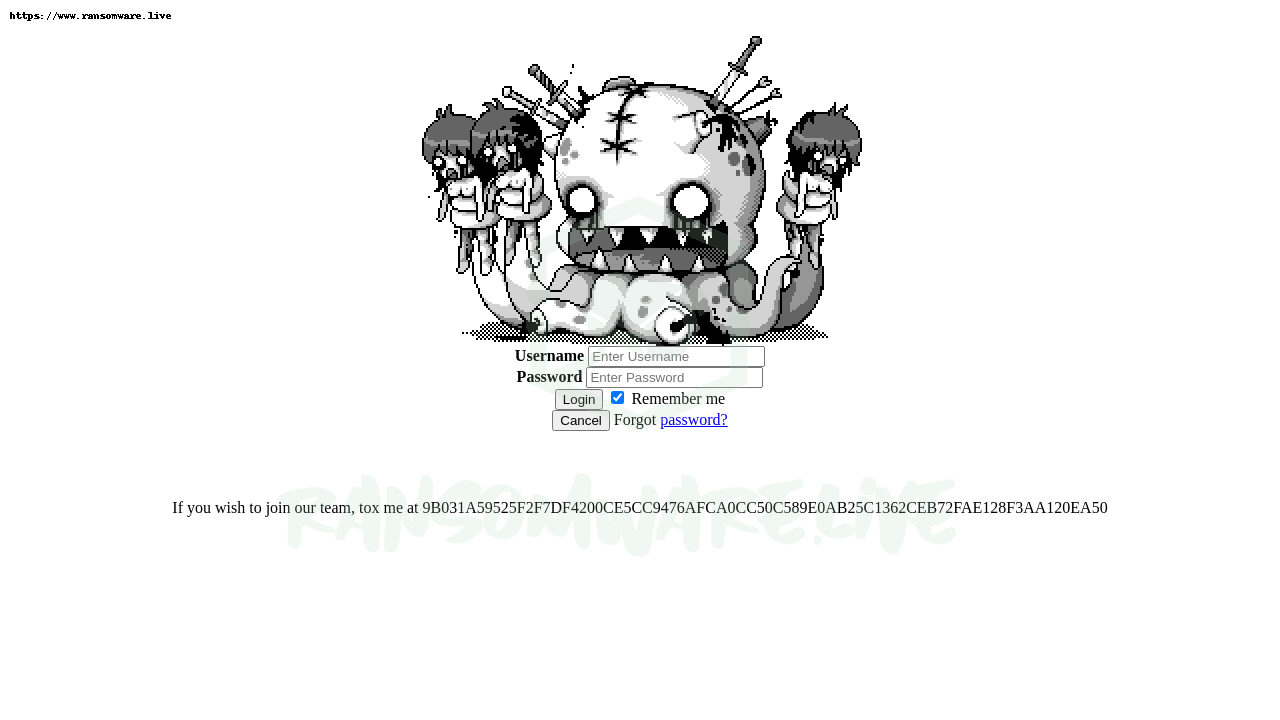 https://www.ransomware.live
Username Enter Username
Password Enter Password
Login Remember me
Cancel Forgot password?
If you wish to join our team, tox me at 9B031A59525F2F7DF4200CE5CC9476AFCA0CC50C589E0AB25C1362CEB72FAE128F3AA120EA50
RANSOMWARE.LIVE